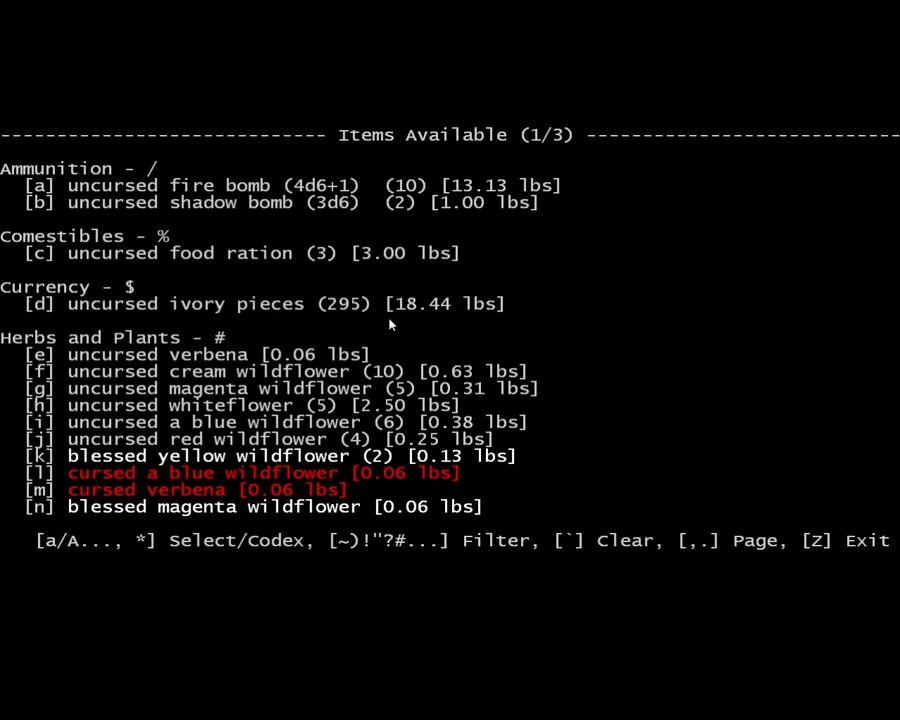 ---------------------------- Items Available (1/3) ----------------------------
Ammunition - /
[a] uncursed fire bomb (4d6+1) (10) [13.13 lbs]
[b] uncursed shadow bomb (3d6) (2) [1.00 lbs]
Comestibles - %
[c] uncursed food ration (3) [3.00 lbs]
Currency - $
[d] uncursed ivory pieces (295) [18.44 lbs]
Herbs and Plants - #
[e] uncursed verbena [0.06 lbs]
[f] uncursed cream wildflower (10) [0.63 lbs]
[g] uncursed magenta wildflower (5) [0.31 lbs]
[h] uncursed whiteflower (5) [2.50 lbs]
[i] uncursed a blue wildflower (6) [0.38 lbs]
[j] uncursed red wildflower (4) [0.25 lbs]
[k] blessed yellow wildflower (2) [0.13 lbs]
[l] cursed a blue wildflower [0.06 lbs]
[m] cursed verbena [0.06 lbs]
[n] blessed magenta wildflower [0.06 lbs]
[a/A..., *] Select/Codex, [~)!"?#...] Filter, [`] Clear, [,.] Page, [Z] Exit